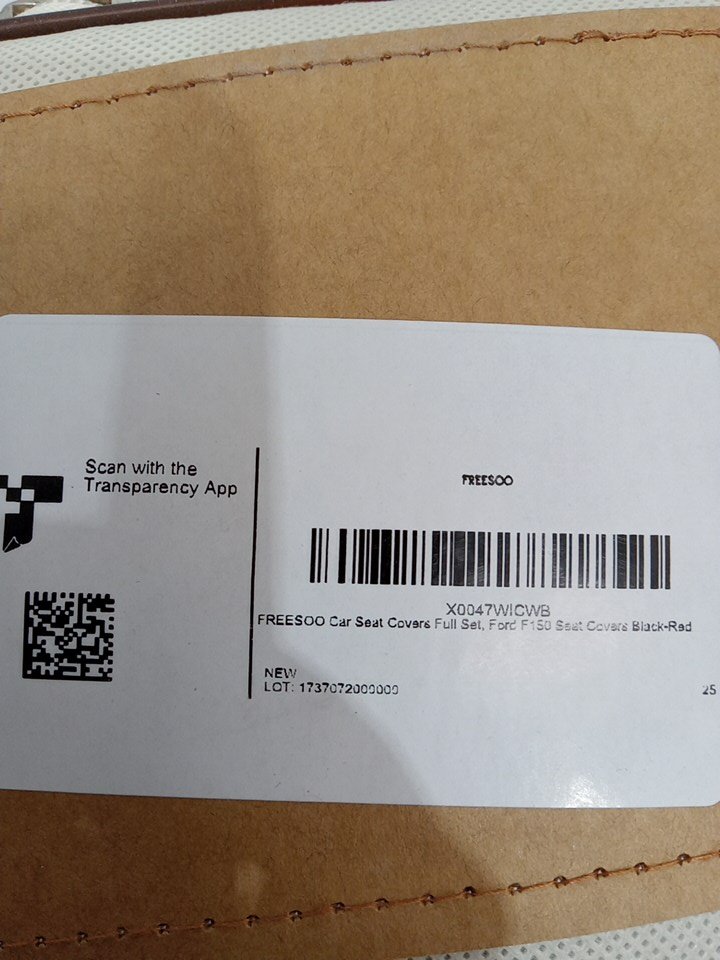 Scan with the
Transparency App
FREESOO
X0047WICWB
FREESOO Car Seat Covers Full Set, Ford F150 Seat Covers Black-Red
NEW
LOT: 1737072000000
25